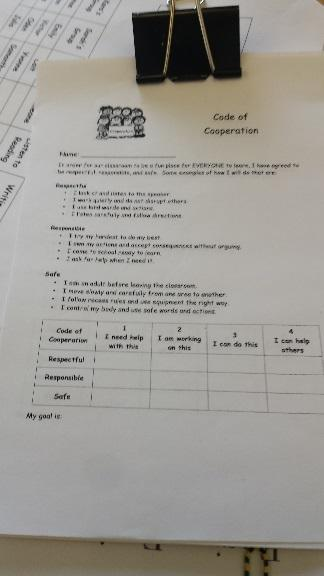 Code of
Cooperation
Name:
In order for our classroom to be a fun place for EVERYONE to learn, I have agreed to
be respectful, responsible, and safe. Some examples of how I will do that are:
Respectful
• I look at and listen to the speaker.
• I work quietly and do not disrupt others.
• I use kind words and actions.
• I listen carefully and follow directions.
Responsible
• I try my hardest to do my best.
• I own my actions and accept consequences without arguing.
• I come to school ready to learn.
• I ask for help when I need it.
Safe
• I ask an adult before leaving the classroom.
• I move slowly and carefully from one area to another.
• I follow recess rules and use equipment the right way.
• I control my body and use safe words and actions.
Code of Cooperation
1 I need help with this
2 I am working on this
3 I can do this
4 I can help others
Respectful
Responsible
Safe
My goal is:
Listen to
Reading